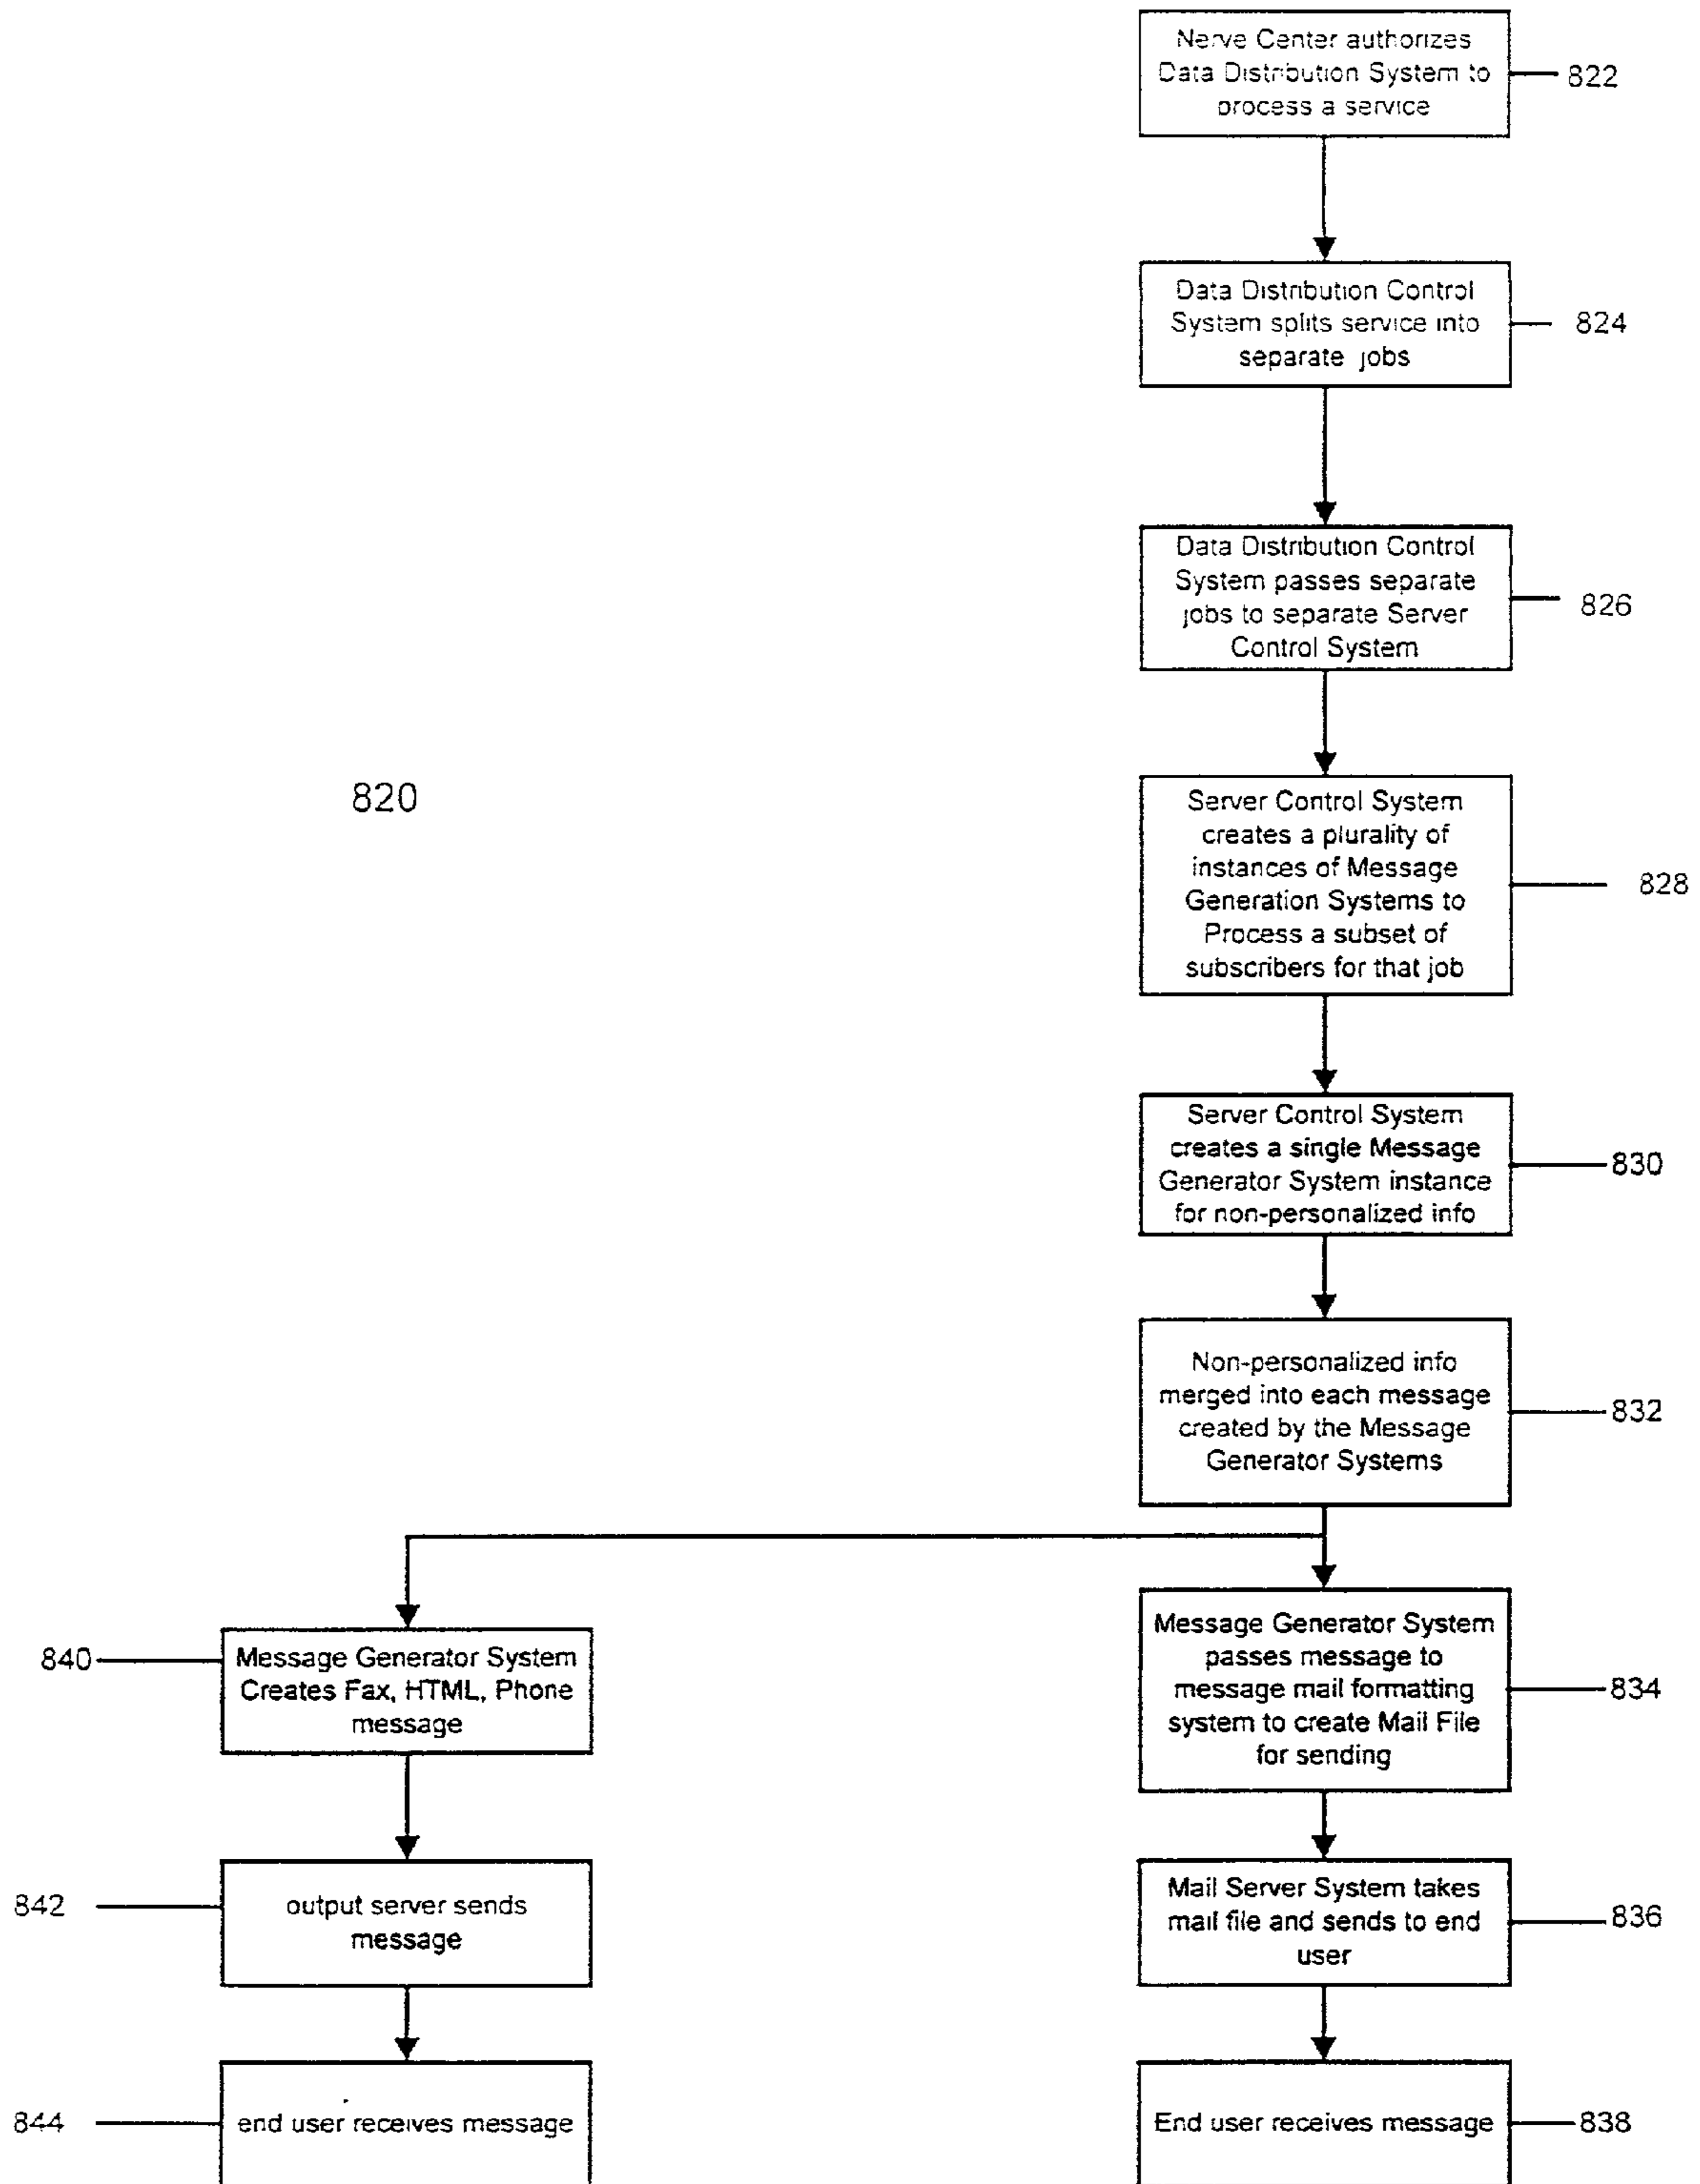 Nerve Center authorizes
Data Distribution System to
process a service
822
Data Distribution Control
System splits service into
separate jobs
824
Data Distribution Control
System passes separate
jobs to separate Server
Control System
826
820
Server Control System
creates a plurality of
instances of Message
Generation Systems to
Process a subset of
subscribers for that job
828
Server Control System
creates a single Message
Generator System instance
for non-personalized info
830
Non-personalized info
merged into each message
created by the Message
Generator Systems
832
840
Message Generator System
Creates Fax, HTML, Phone
message
Message Generator System
passes message to
message mail formatting
system to create Mail File
for sending
834
842
output server sends
message
Mail Server System takes
mail file and sends to end
user
836
844
end user receives message
End user receives message
838